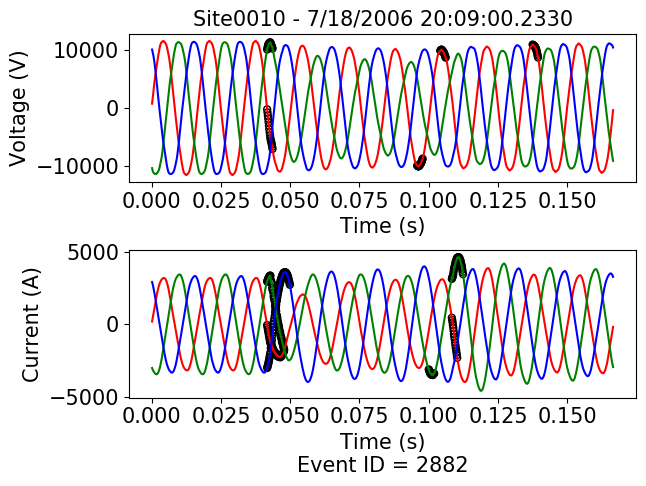 Site0010 - 7/18/2006 20:09:00.2330
Voltage (V)
10000
0
−10000
0.000 0.025 0.050 0.075 0.100 0.125 0.150
Time (s)
Current (A)
5000
0
−5000
0.000 0.025 0.050 0.075 0.100 0.125 0.150
Time (s)
Event ID = 2882